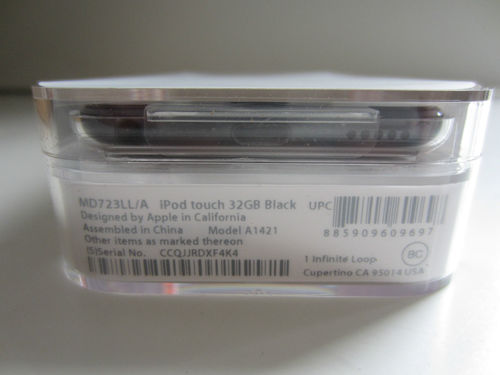 MD723LL/A iPod touch 32GB Black UPC
885909609697
Designed by Apple in California
Assembled in China Model A1421
Other items as marked thereon
(S)Serial No. CCQJJRDXF4K4
1 Infinite Loop
Cupertino CA 95014 USA
BC